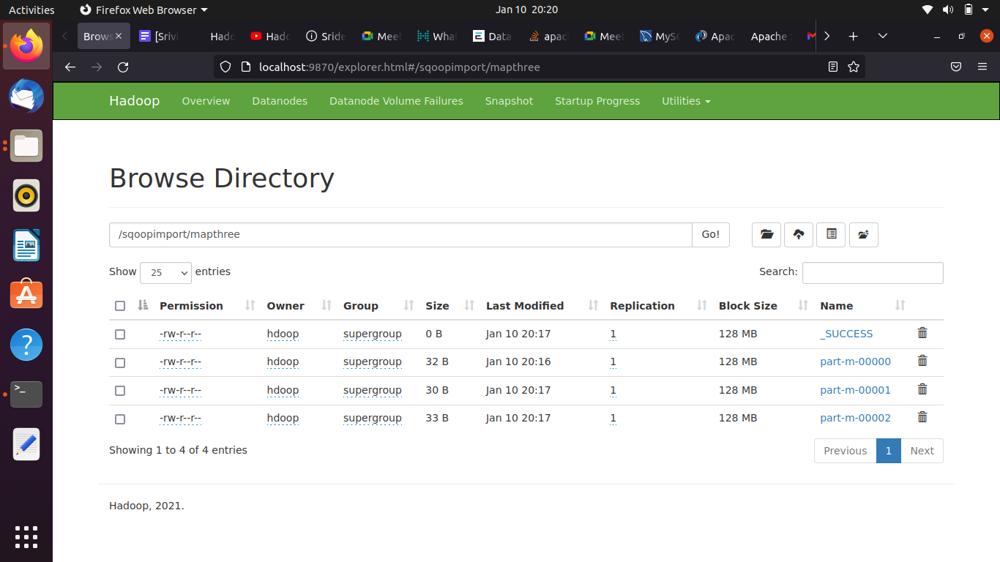 Activities Firefox Web Browser Jan 10 20:20
Brows [Srivi Hado Hado Sride Meet What Data apac Meet MySQ Apac Apache
localhost:9870/explorer.html#/sqoopimport/mapthree
Hadoop Overview Datanodes Datanode Volume Failures Snapshot Startup Progress Utilities
Browse Directory
/sqoopimport/mapthree Go!
Show 25 entries Search:
Permission Owner Group Size Last Modified Replication Block Size Name
-rw-r--r-- hdoop supergroup 0 B Jan 10 20:17 1 128 MB _SUCCESS
-rw-r--r-- hdoop supergroup 32 B Jan 10 20:16 1 128 MB part-m-00000
-rw-r--r-- hdoop supergroup 30 B Jan 10 20:17 1 128 MB part-m-00001
-rw-r--r-- hdoop supergroup 33 B Jan 10 20:17 1 128 MB part-m-00002
Showing 1 to 4 of 4 entries Previous 1 Next
Hadoop, 2021.